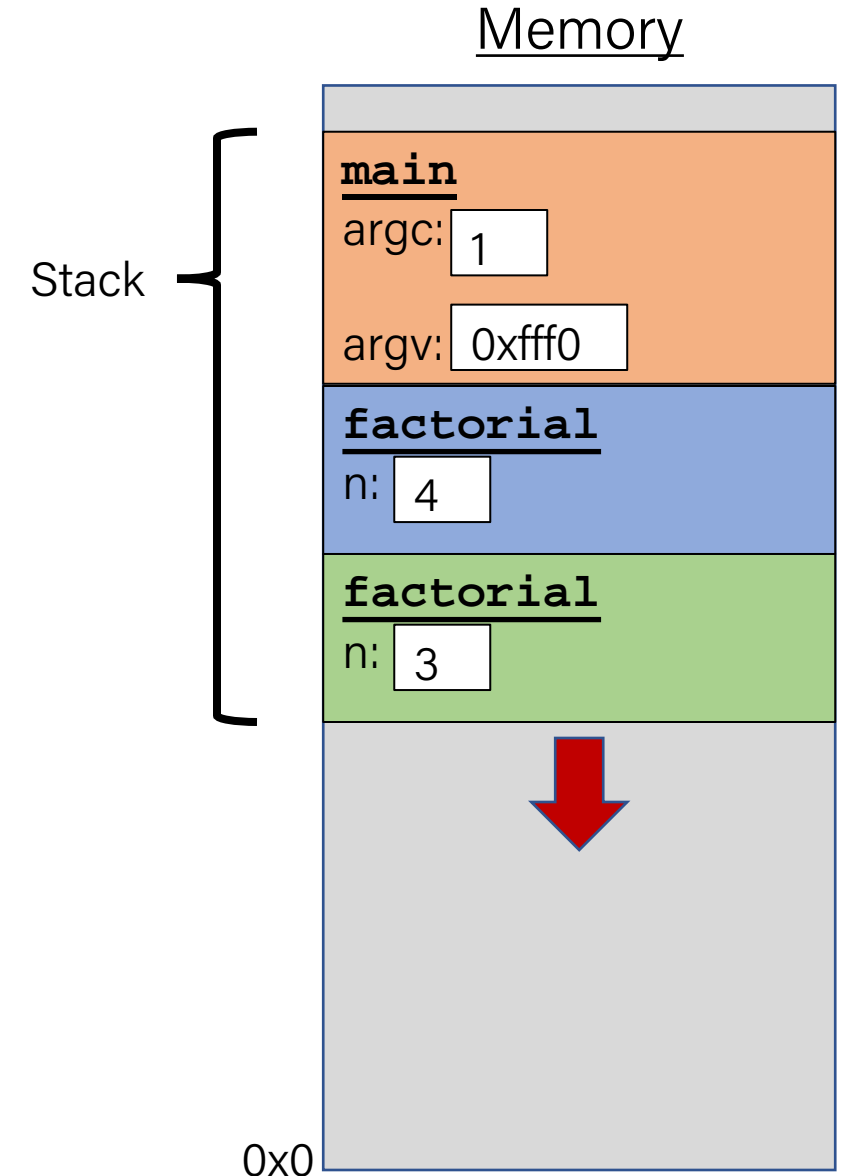 Memory
Stack
main
argc: 1
argv: 0xfff0
factorial
n: 4
factorial
n: 3
0x0